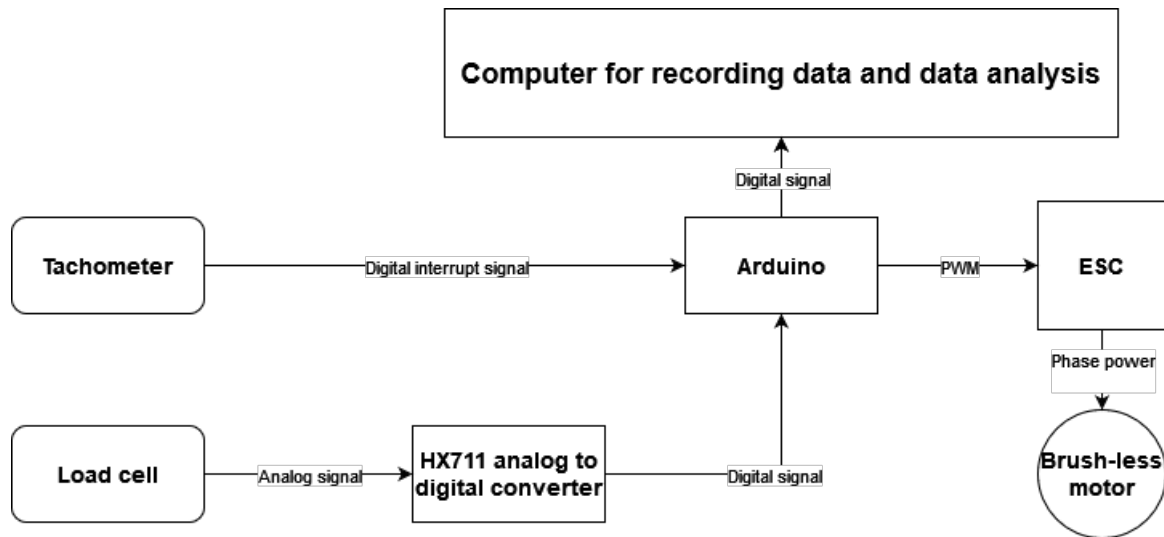 Computer for recording data and data analysis
Digital signal
Tachometer
Digital interrupt signal
Arduino
PWM
ESC
Phase power
Load cell
Analog signal
HX711 analog to
digital converter
Digital signal
Brush-less
motor